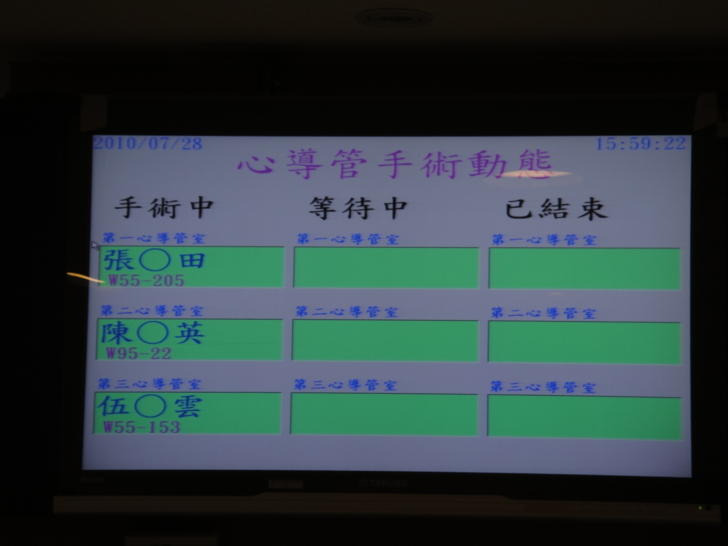 2010/07/28 15:59:22
心導管手術動態
手術中 等待中 已結束
第一心導管室 第一心導管室 第一心導管室
張〇田
W55-205
第二心導管室 第二心導管室 第二心導管室
陳〇英
W95-22
第三心導管室 第三心導管室 第三心導管室
伍〇雲
W55-153